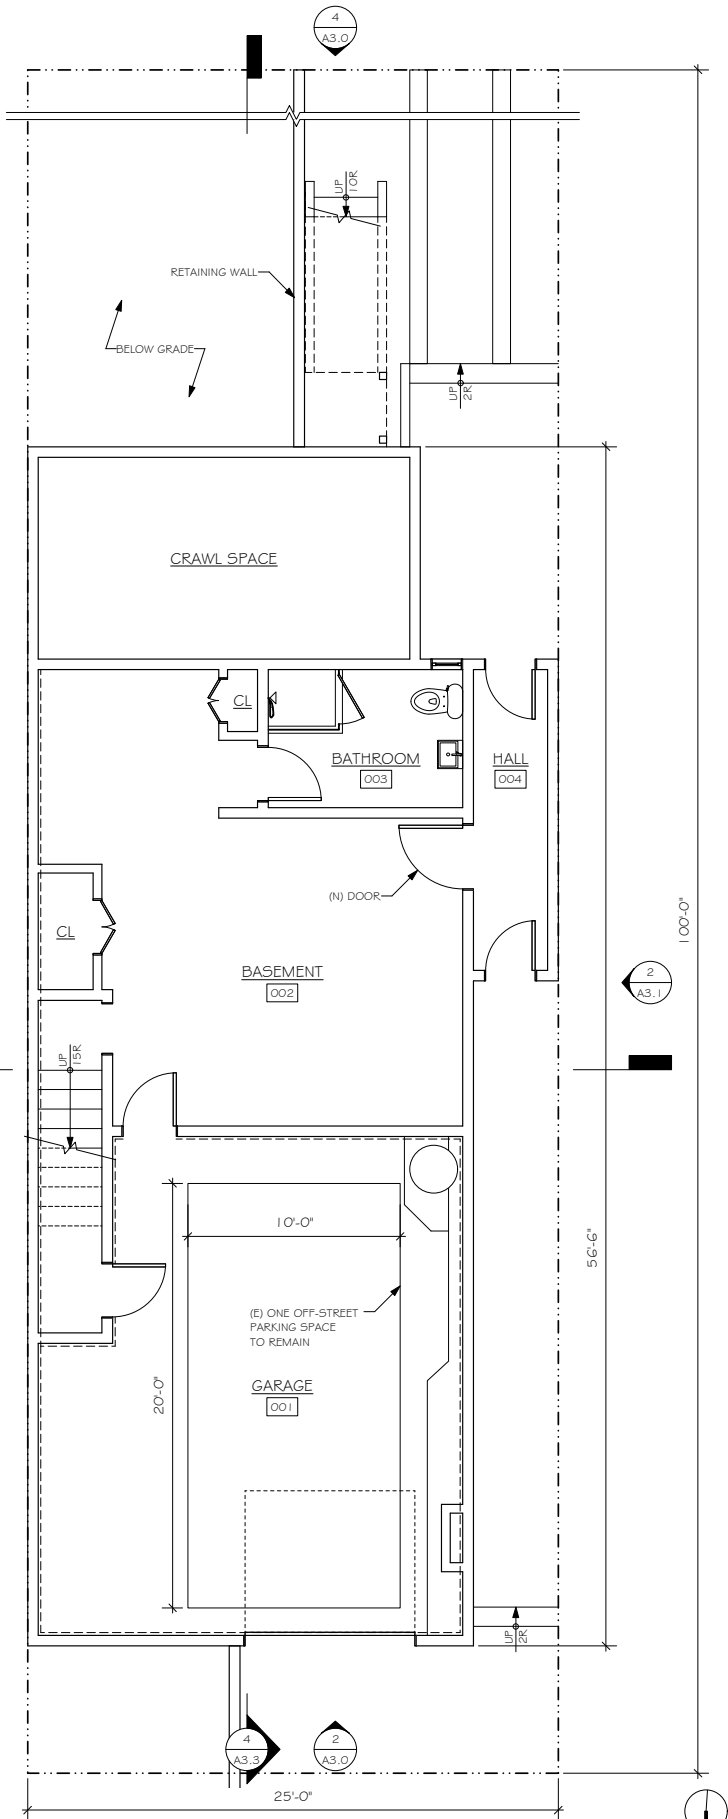 4
A3.0
UP
10R
RETAINING WALL
BELOW GRADE
UP
2R
CRAWL SPACE
CL
BATHROOM
003
HALL
004
(N) DOOR
CL
100'-0"
BASEMENT
002
2
A3.1
UP
15R
10'-0"
56'-6"
(E) ONE OFF-STREET
PARKING SPACE
TO REMAIN
GARAGE
001
20'-0"
UP
2R
4
A3.3
2
A3.0
25'-0"